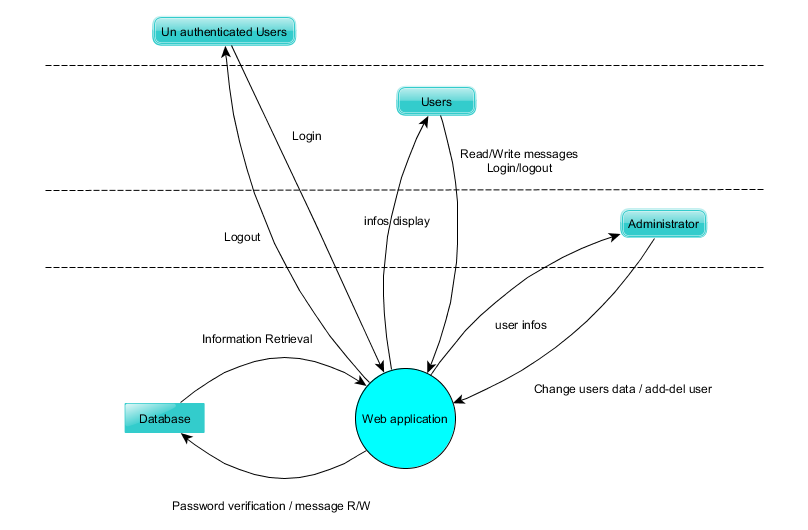 Un authenticated Users
Users
Login
Read/Write messages
Login/logout
infos display
Administrator
Logout
user infos
Information Retrieval
Change users data / add-del user
Database
Web application
Password verification / message R/W